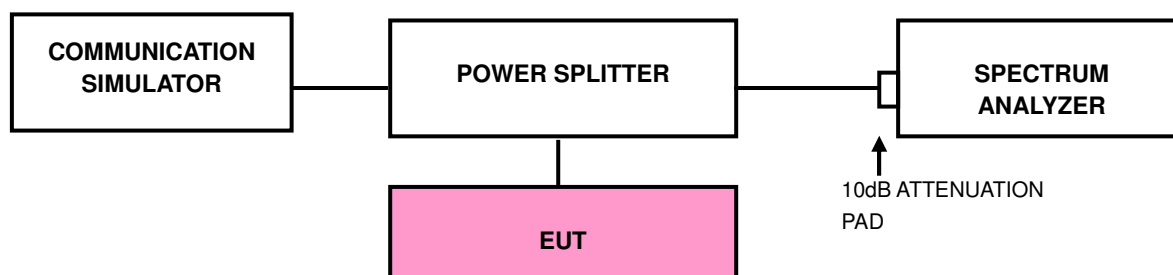 COMMUNICATION
SIMULATOR
POWER SPLITTER
SPECTRUM
ANALYZER
10dB ATTENUATION
PAD
EUT